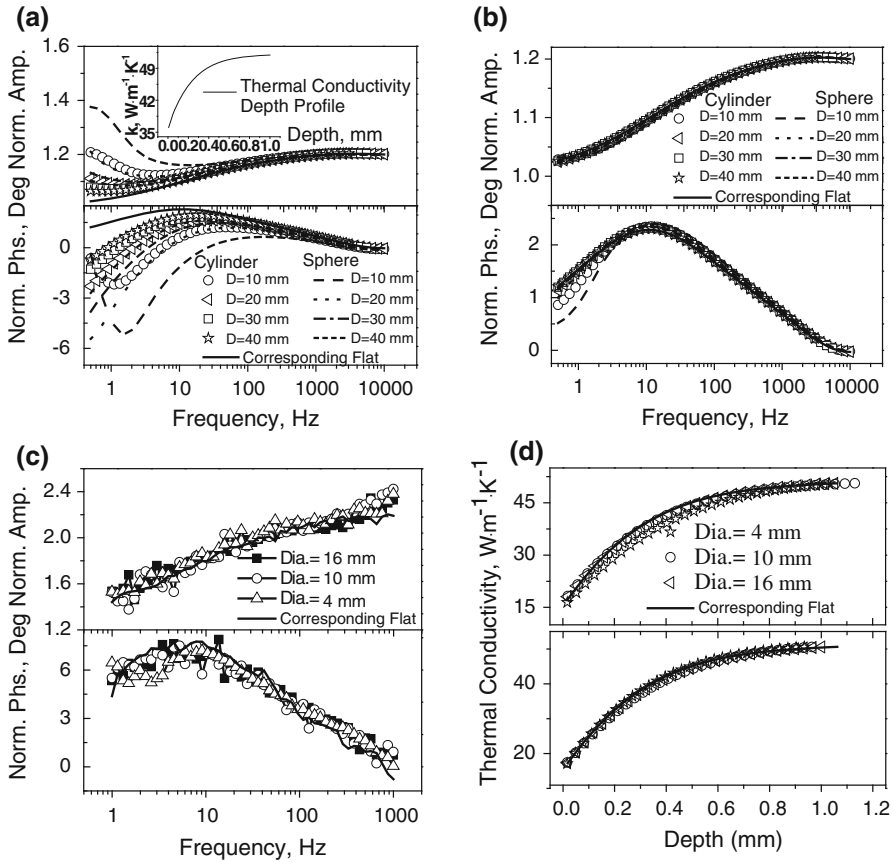 (a)
1.6
1.4
1.2
1.0
0
-3
-6
Norm. Phs., Deg Norm. Amp.
k, W·m⁻¹·K⁻¹
49
42
35
0.00.20.40.60.81.0
Thermal Conductivity
Depth Profile
Depth, mm
Cylinder Sphere
D=10 mm D=10 mm
D=20 mm D=20 mm
D=30 mm D=30 mm
D=40 mm D=40 mm
Corresponding Flat
1 10 100 1000 10000
Frequency, Hz
(b)
1.2
1.1
1.0
2
1
0
Norm. Phs., Deg Norm. Amp.
Cylinder Sphere
D=10 mm D=10 mm
D=20 mm D=20 mm
D=30 mm D=30 mm
D=40 mm D=40 mm
Corresponding Flat
1 10 100 1000 10000
Frequency, Hz
(c)
2.4
2.0
1.6
1.2
6
3
0
Norm. Phs., Deg Norm. Amp.
Dia.= 16 mm
Dia.= 10 mm
Dia.= 4 mm
Corresponding Flat
1 10 100 1000
Frequency, Hz
(d)
45
30
15
40
20
Thermal Conductivity, W·m⁻¹·K⁻¹
Dia.= 4 mm
Dia.= 10 mm
Dia.= 16 mm
Corresponding Flat
0.0 0.2 0.4 0.6 0.8 1.0 1.2
Depth (mm)